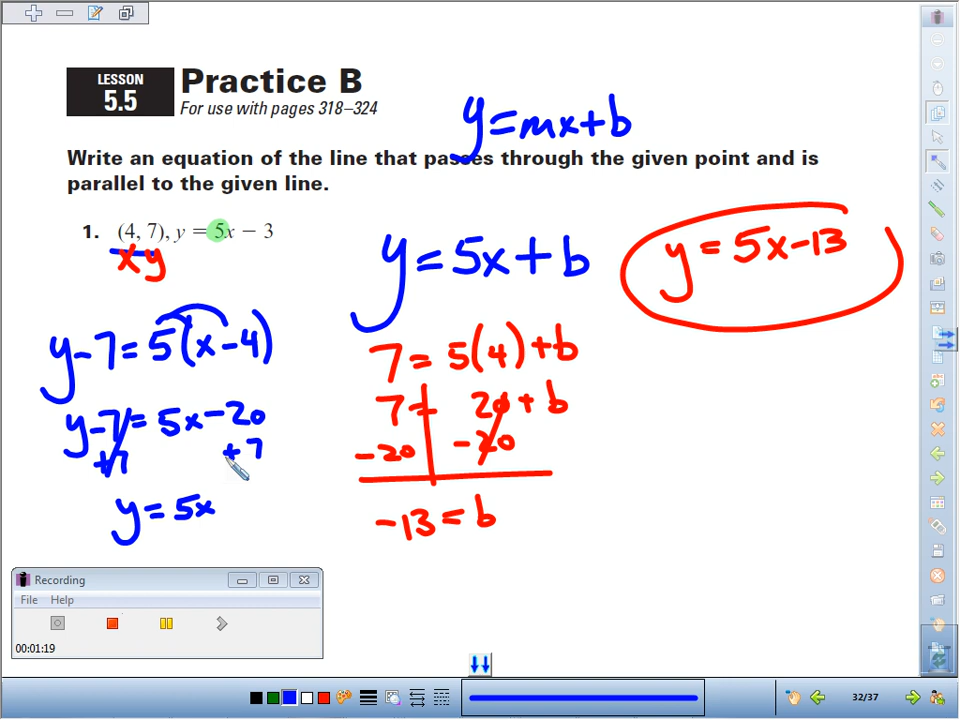 LESSON
5.5
Practice B
For use with pages 318–324
y=mx+b
Write an equation of the line that passes through the given point and is
parallel to the given line.
1. (4, 7), y = 5x − 3
x y
y=5x+b
y=5x-13
y-7=5(x-4)
y-7=5x-20
+7 +7
y=5x
7=5(4)+b
7= 20+b
-20 -20
-13=b
Recording
File Help
00:01:19
32/37